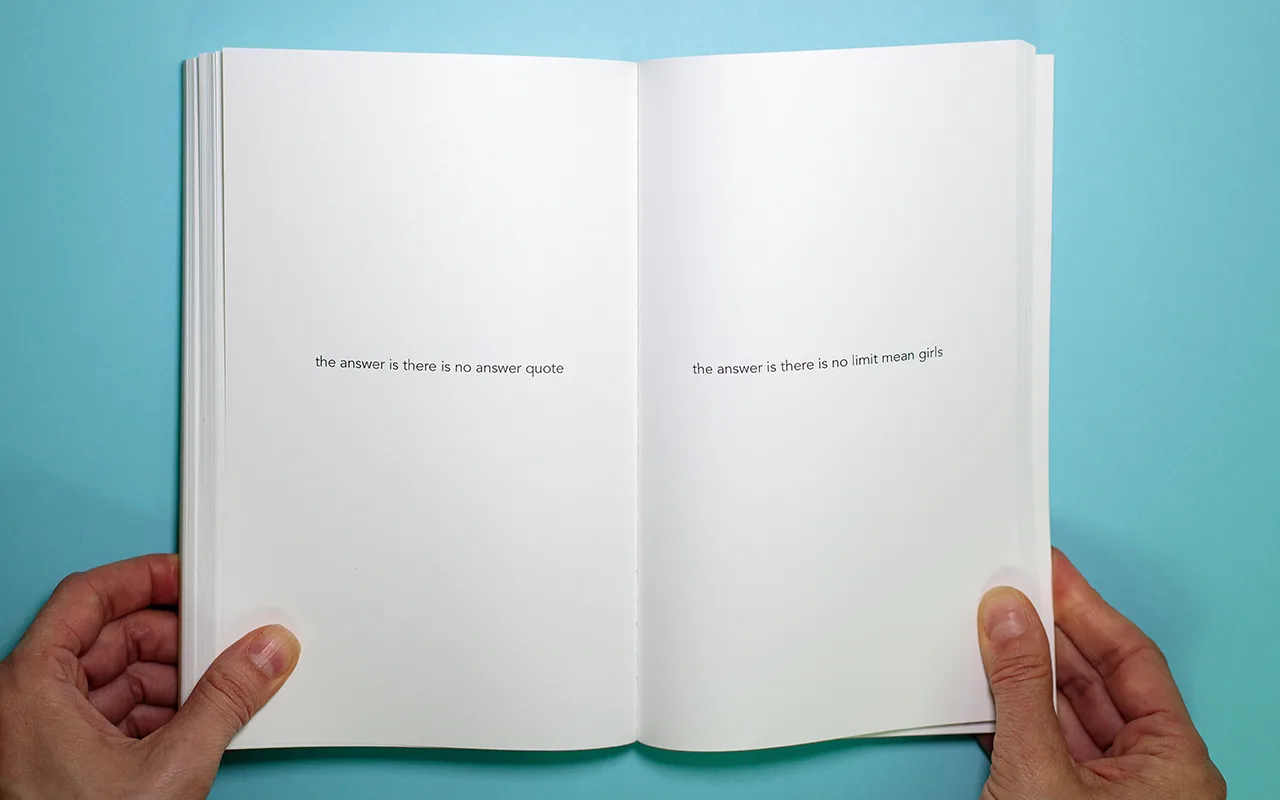 the answer is there is no answer quote
the answer is there is no limit mean girls